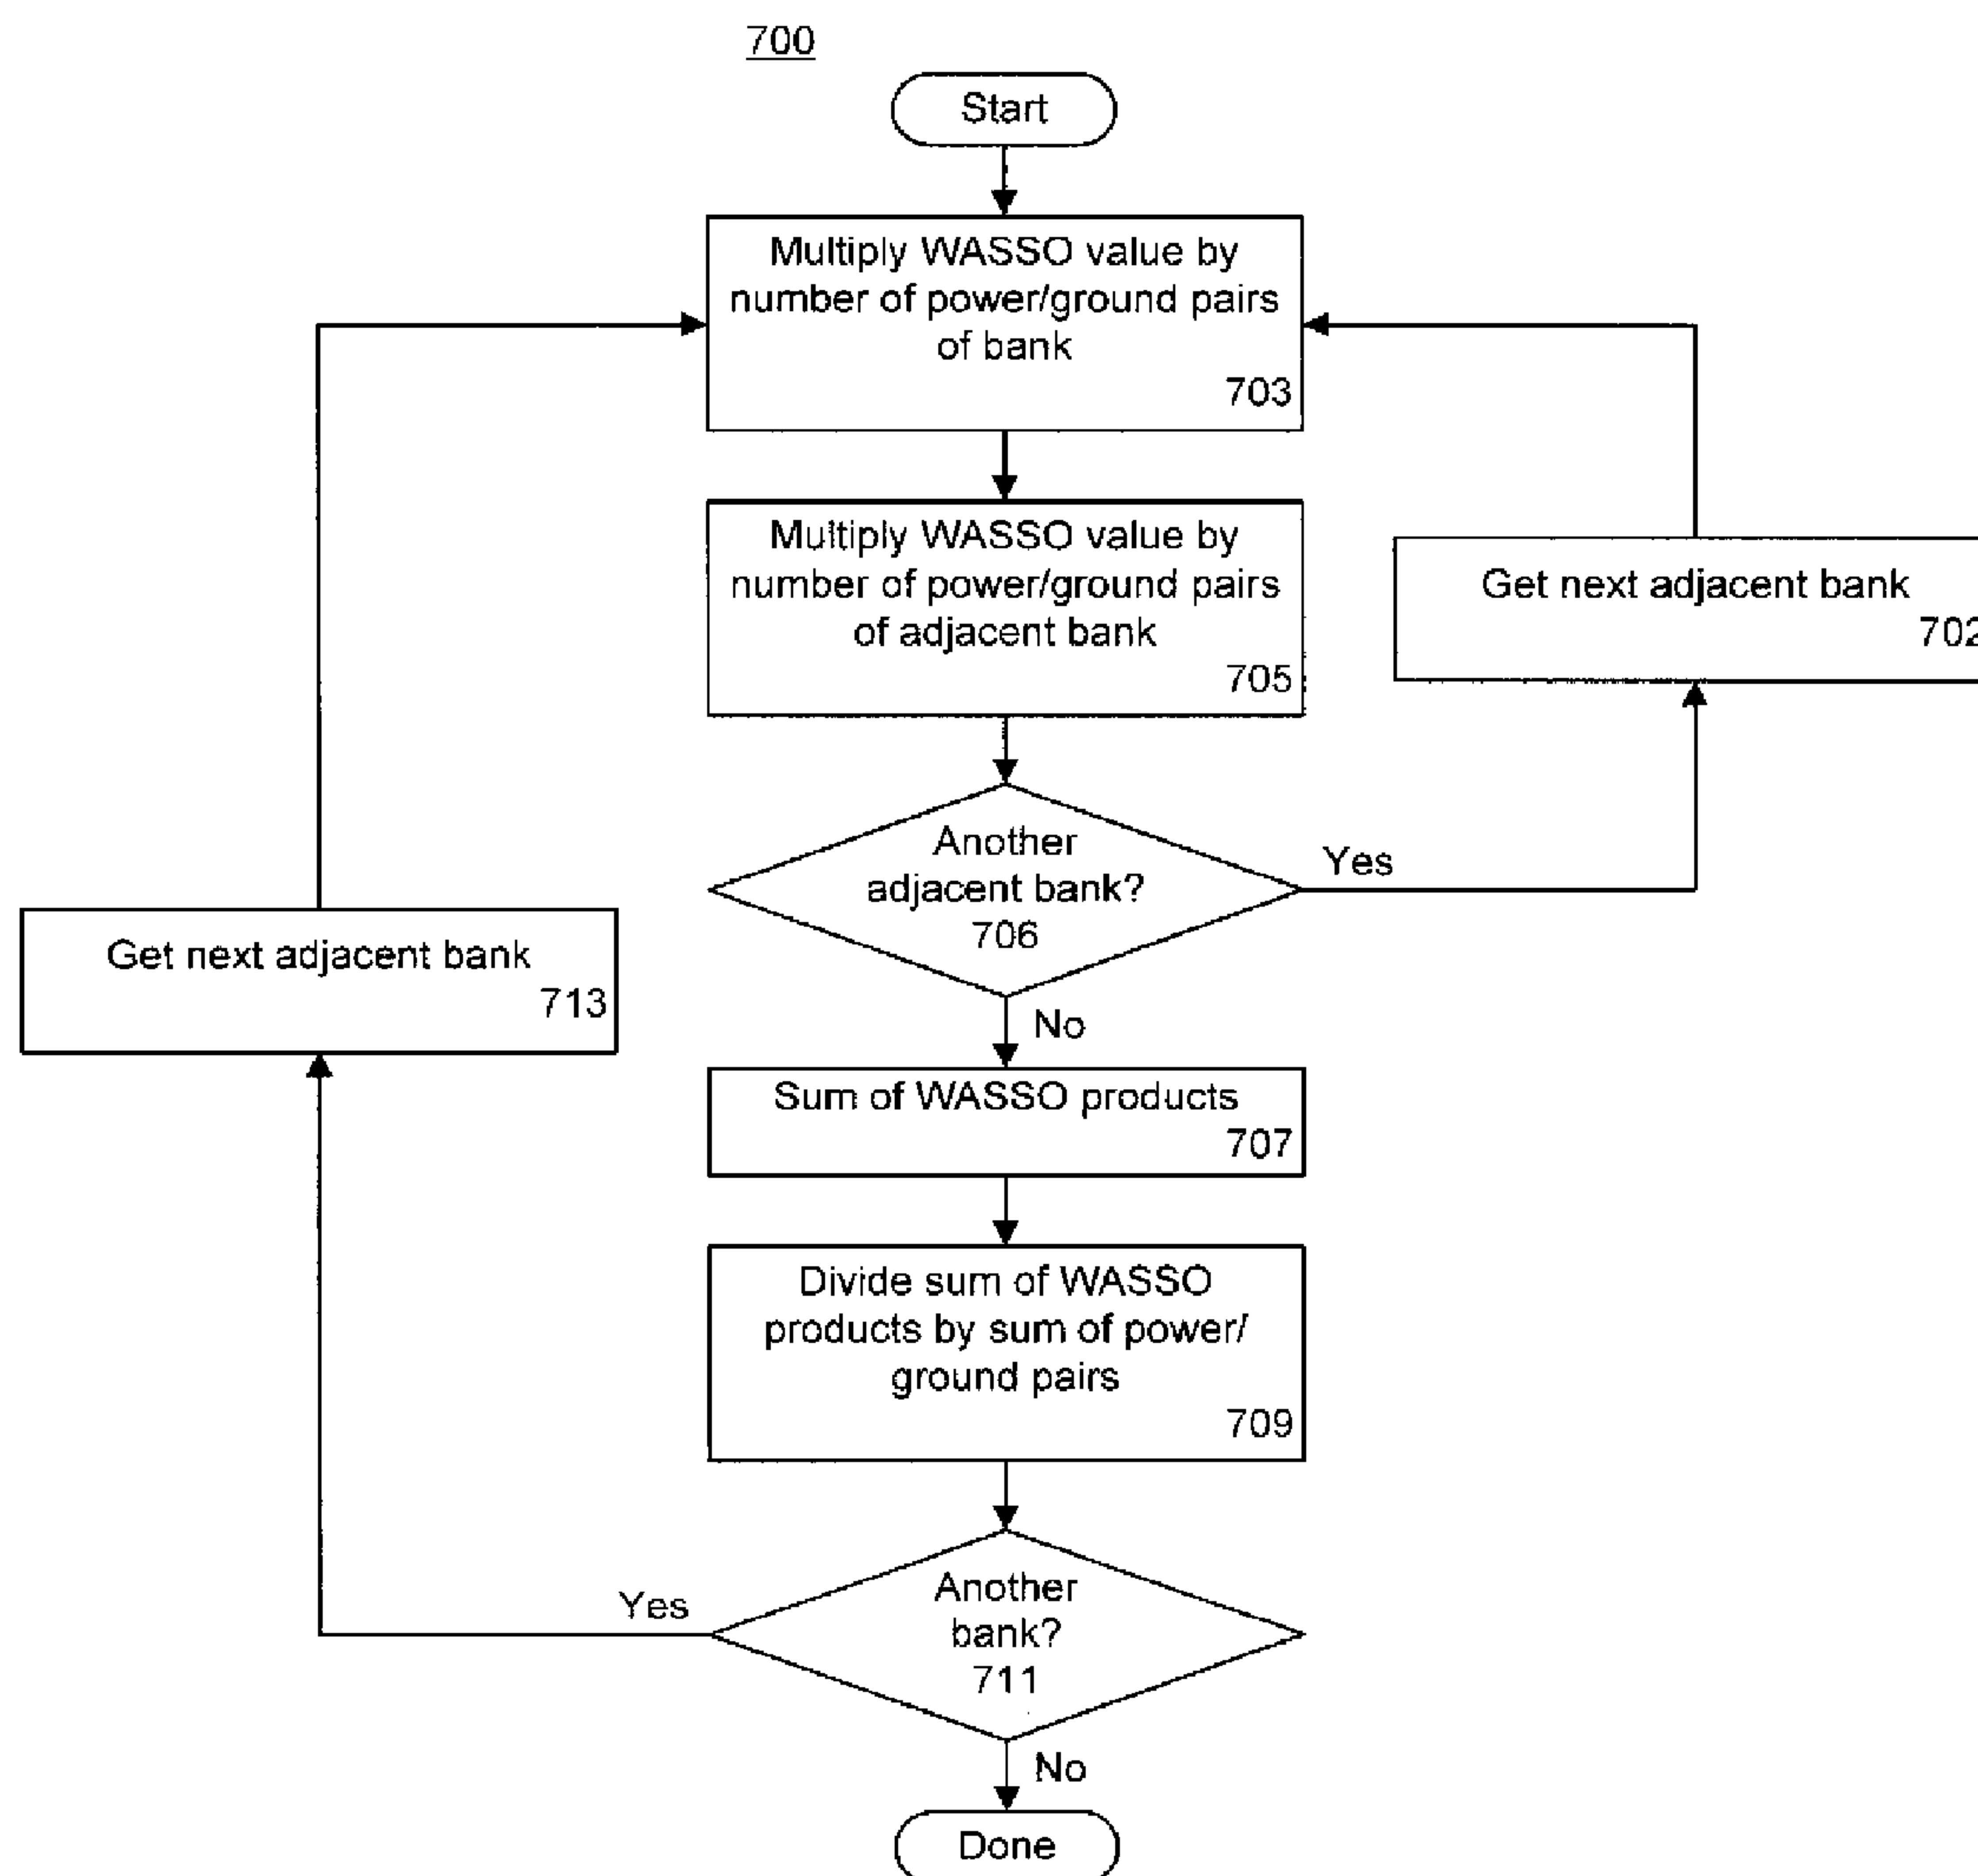 700
Start
Multiply WASSO value by
number of power/ground pairs
of bank
703
Multiply WASSO value by
number of power/ground pairs
of adjacent bank
705
Get next adjacent bank
702
Another
adjacent bank?
706
Yes
Get next adjacent bank
713
No
Sum of WASSO products
707
Divide sum of WASSO
products by sum of power/
ground pairs
709
Another
bank?
711
Yes
No
Done